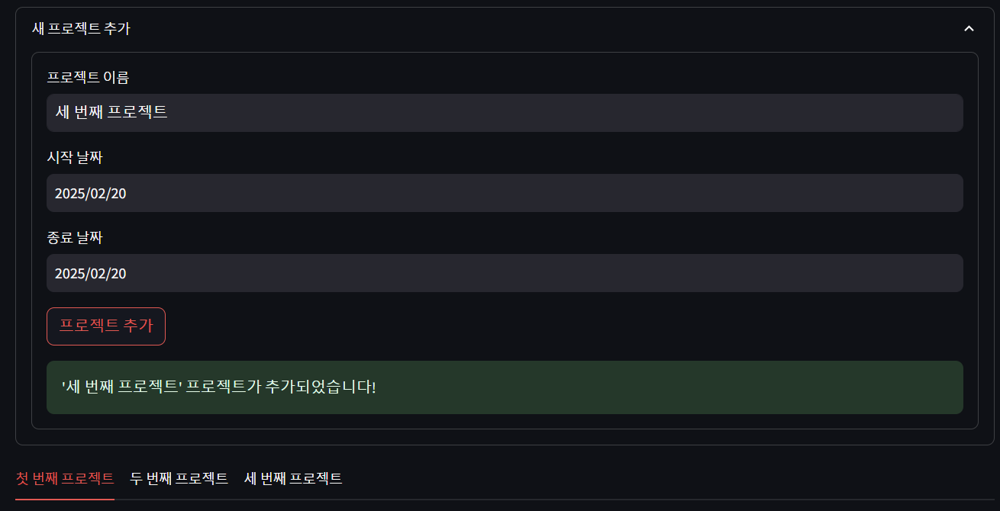 새 프로젝트 추가
프로젝트 이름
세 번째 프로젝트
시작 날짜
2025/02/20
종료 날짜
2025/02/20
프로젝트 추가
'세 번째 프로젝트' 프로젝트가 추가되었습니다!
첫 번째 프로젝트 두 번째 프로젝트 세 번째 프로젝트